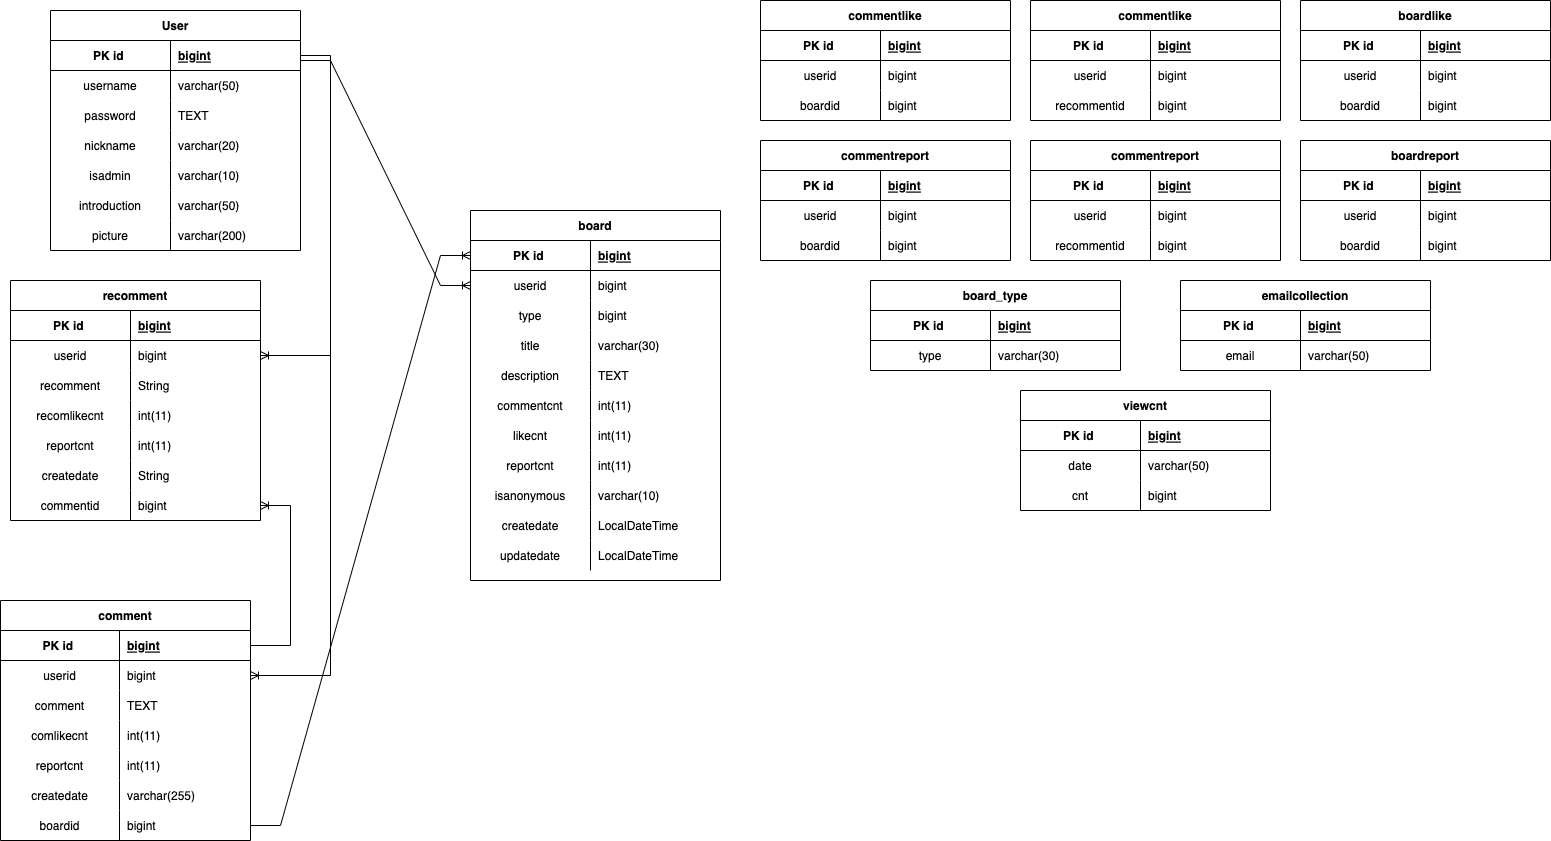 User
PK id bigint
username varchar(50)
password TEXT
nickname varchar(20)
isadmin varchar(10)
introduction varchar(50)
picture varchar(200)
recomment
PK id bigint
userid bigint
recomment String
recomlikecnt int(11)
reportcnt int(11)
createdate String
commentid bigint
comment
PK id bigint
userid bigint
comment TEXT
comlikecnt int(11)
reportcnt int(11)
createdate varchar(255)
boardid bigint
board
PK id bigint
userid bigint
type bigint
title varchar(30)
description TEXT
commentcnt int(11)
likecnt int(11)
reportcnt int(11)
isanonymous varchar(10)
createdate LocalDateTime
updatedate LocalDateTime
commentlike
PK id bigint
userid bigint
boardid bigint
commentlike
PK id bigint
userid bigint
recommentid bigint
boardlike
PK id bigint
userid bigint
boardid bigint
commentreport
PK id bigint
userid bigint
boardid bigint
commentreport
PK id bigint
userid bigint
recommentid bigint
boardreport
PK id bigint
userid bigint
boardid bigint
board_type
PK id bigint
type varchar(30)
emailcollection
PK id bigint
email varchar(50)
viewcnt
PK id bigint
date varchar(50)
cnt bigint